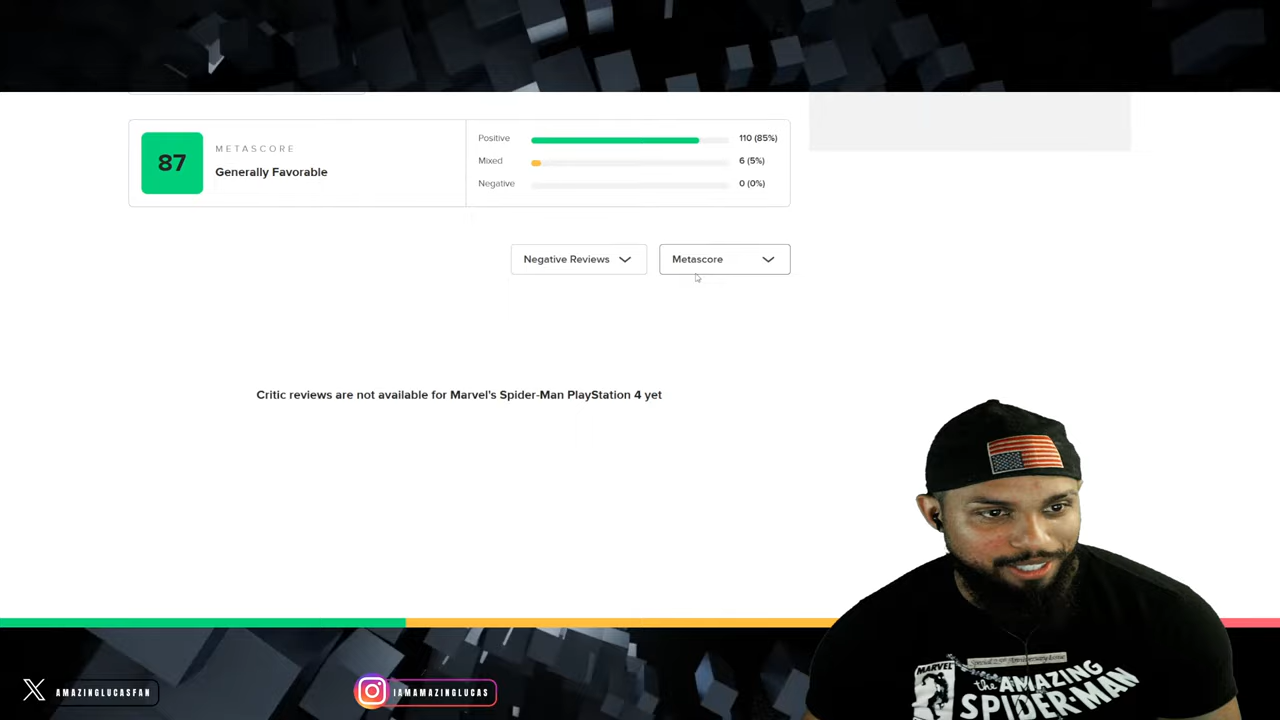 87
METASCORE
Generally Favorable
Positive 110 (85%)
Mixed 6 (5%)
Negative 0 (0%)
Negative Reviews
Metascore
Critic reviews are not available for Marvel's Spider-Man PlayStation 4 yet
MARVEL
the AMAZING
SPIDER-MAN
AMAZINGLUCASFAN
IAMAMAZINGLUCAS